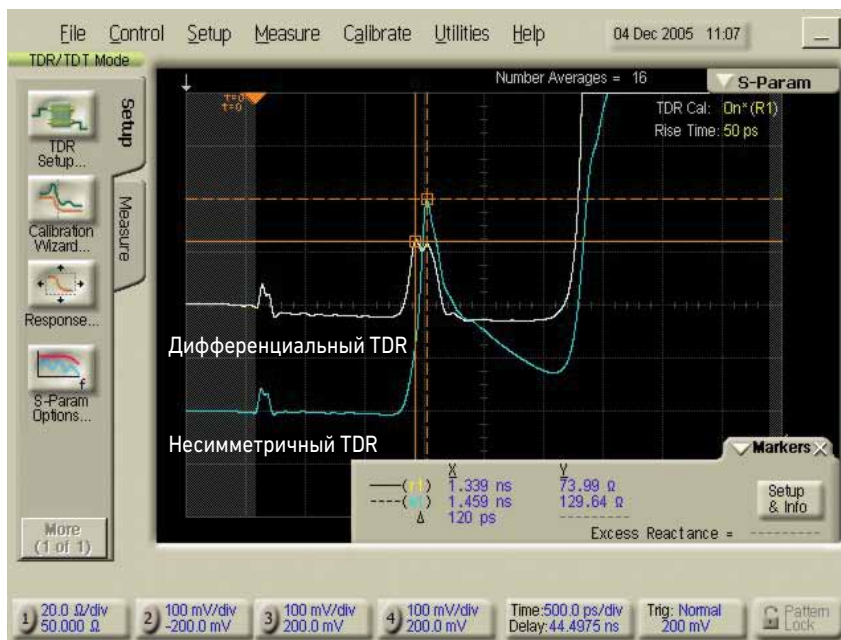 File Control Setup Measure Calibrate Utilities Help 04 Dec 2005 11:07
TDR/TDT Mode
Number Averages = 16
S-Param
TDR Cal: On*(R1)
Rise Time: 50 ps
t=0
t=0
Setup
Measure
TDR
Setup...
Calibration
Wizard...
Response...
S-Param
Options...
More
(1 of 1)
Дифференциальный TDR
Несимметричный TDR
Markers
X Y
(r1) 1.339 ns 73.99 Ω
1.459 ns 129.64 Ω
Δ 120 ps ----------
Excess Reactance = ----------
Setup
& Info
1) 20.0 Ω/div
50.000 Ω
2) 100 mV/div
-200.0 mV
3) 100 mV/div
200.0 mV
4) 100 mV/div
200.0 mV
Time:500.0 ps/div
Delay:44.4975 ns
Trig: Normal
200 mV
Pattern
Lock